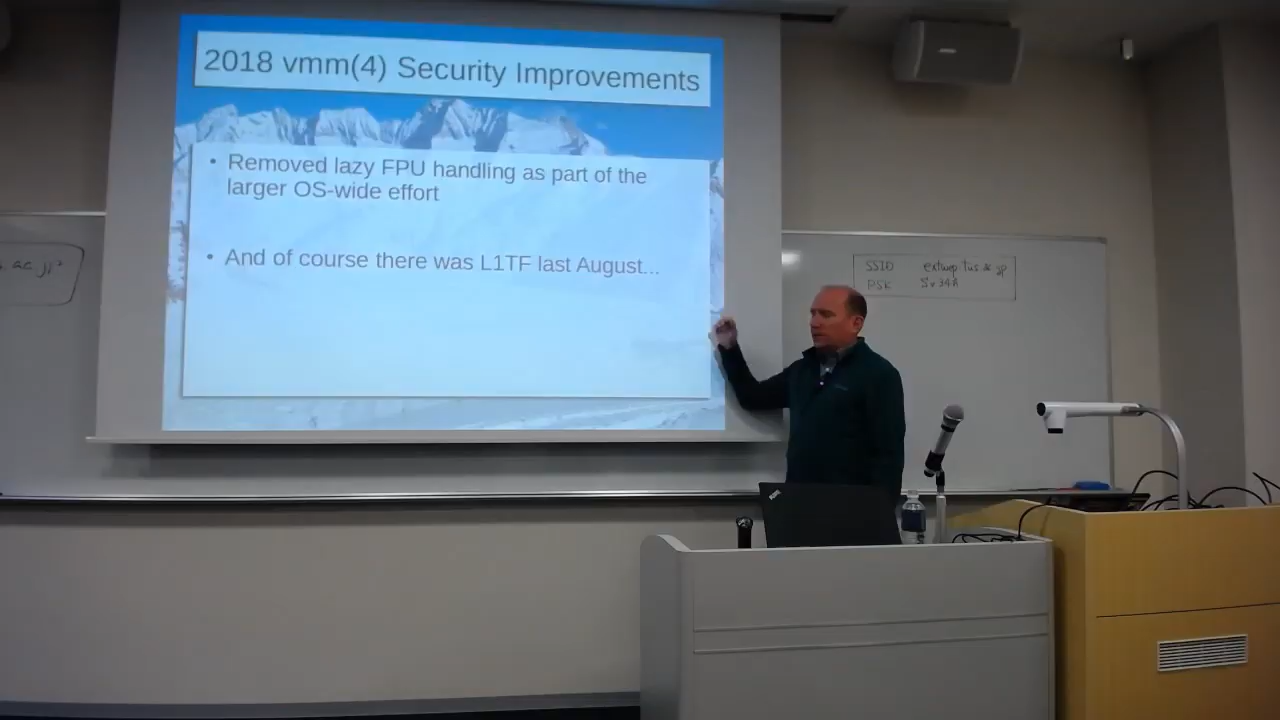 2018 vmm(4) Security Improvements
• Removed lazy FPU handling as part of the
larger OS-wide effort
• And of course there was L1TF last August...
SSID
PSK